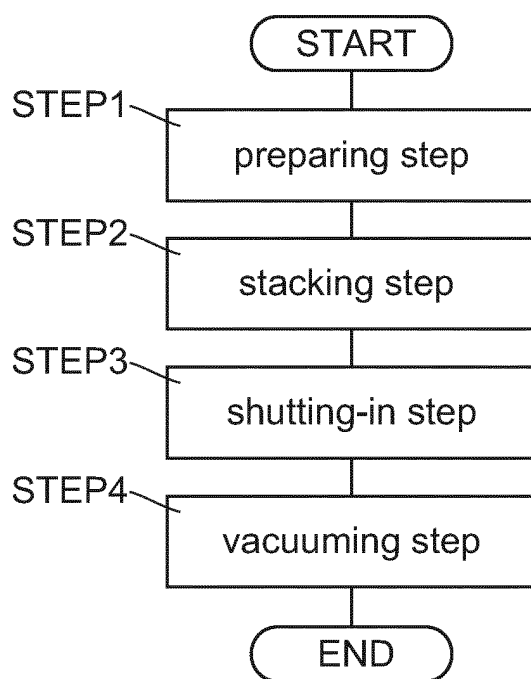 START
STEP1
preparing step
STEP2
stacking step
STEP3
shutting-in step
STEP4
vacuuming step
END